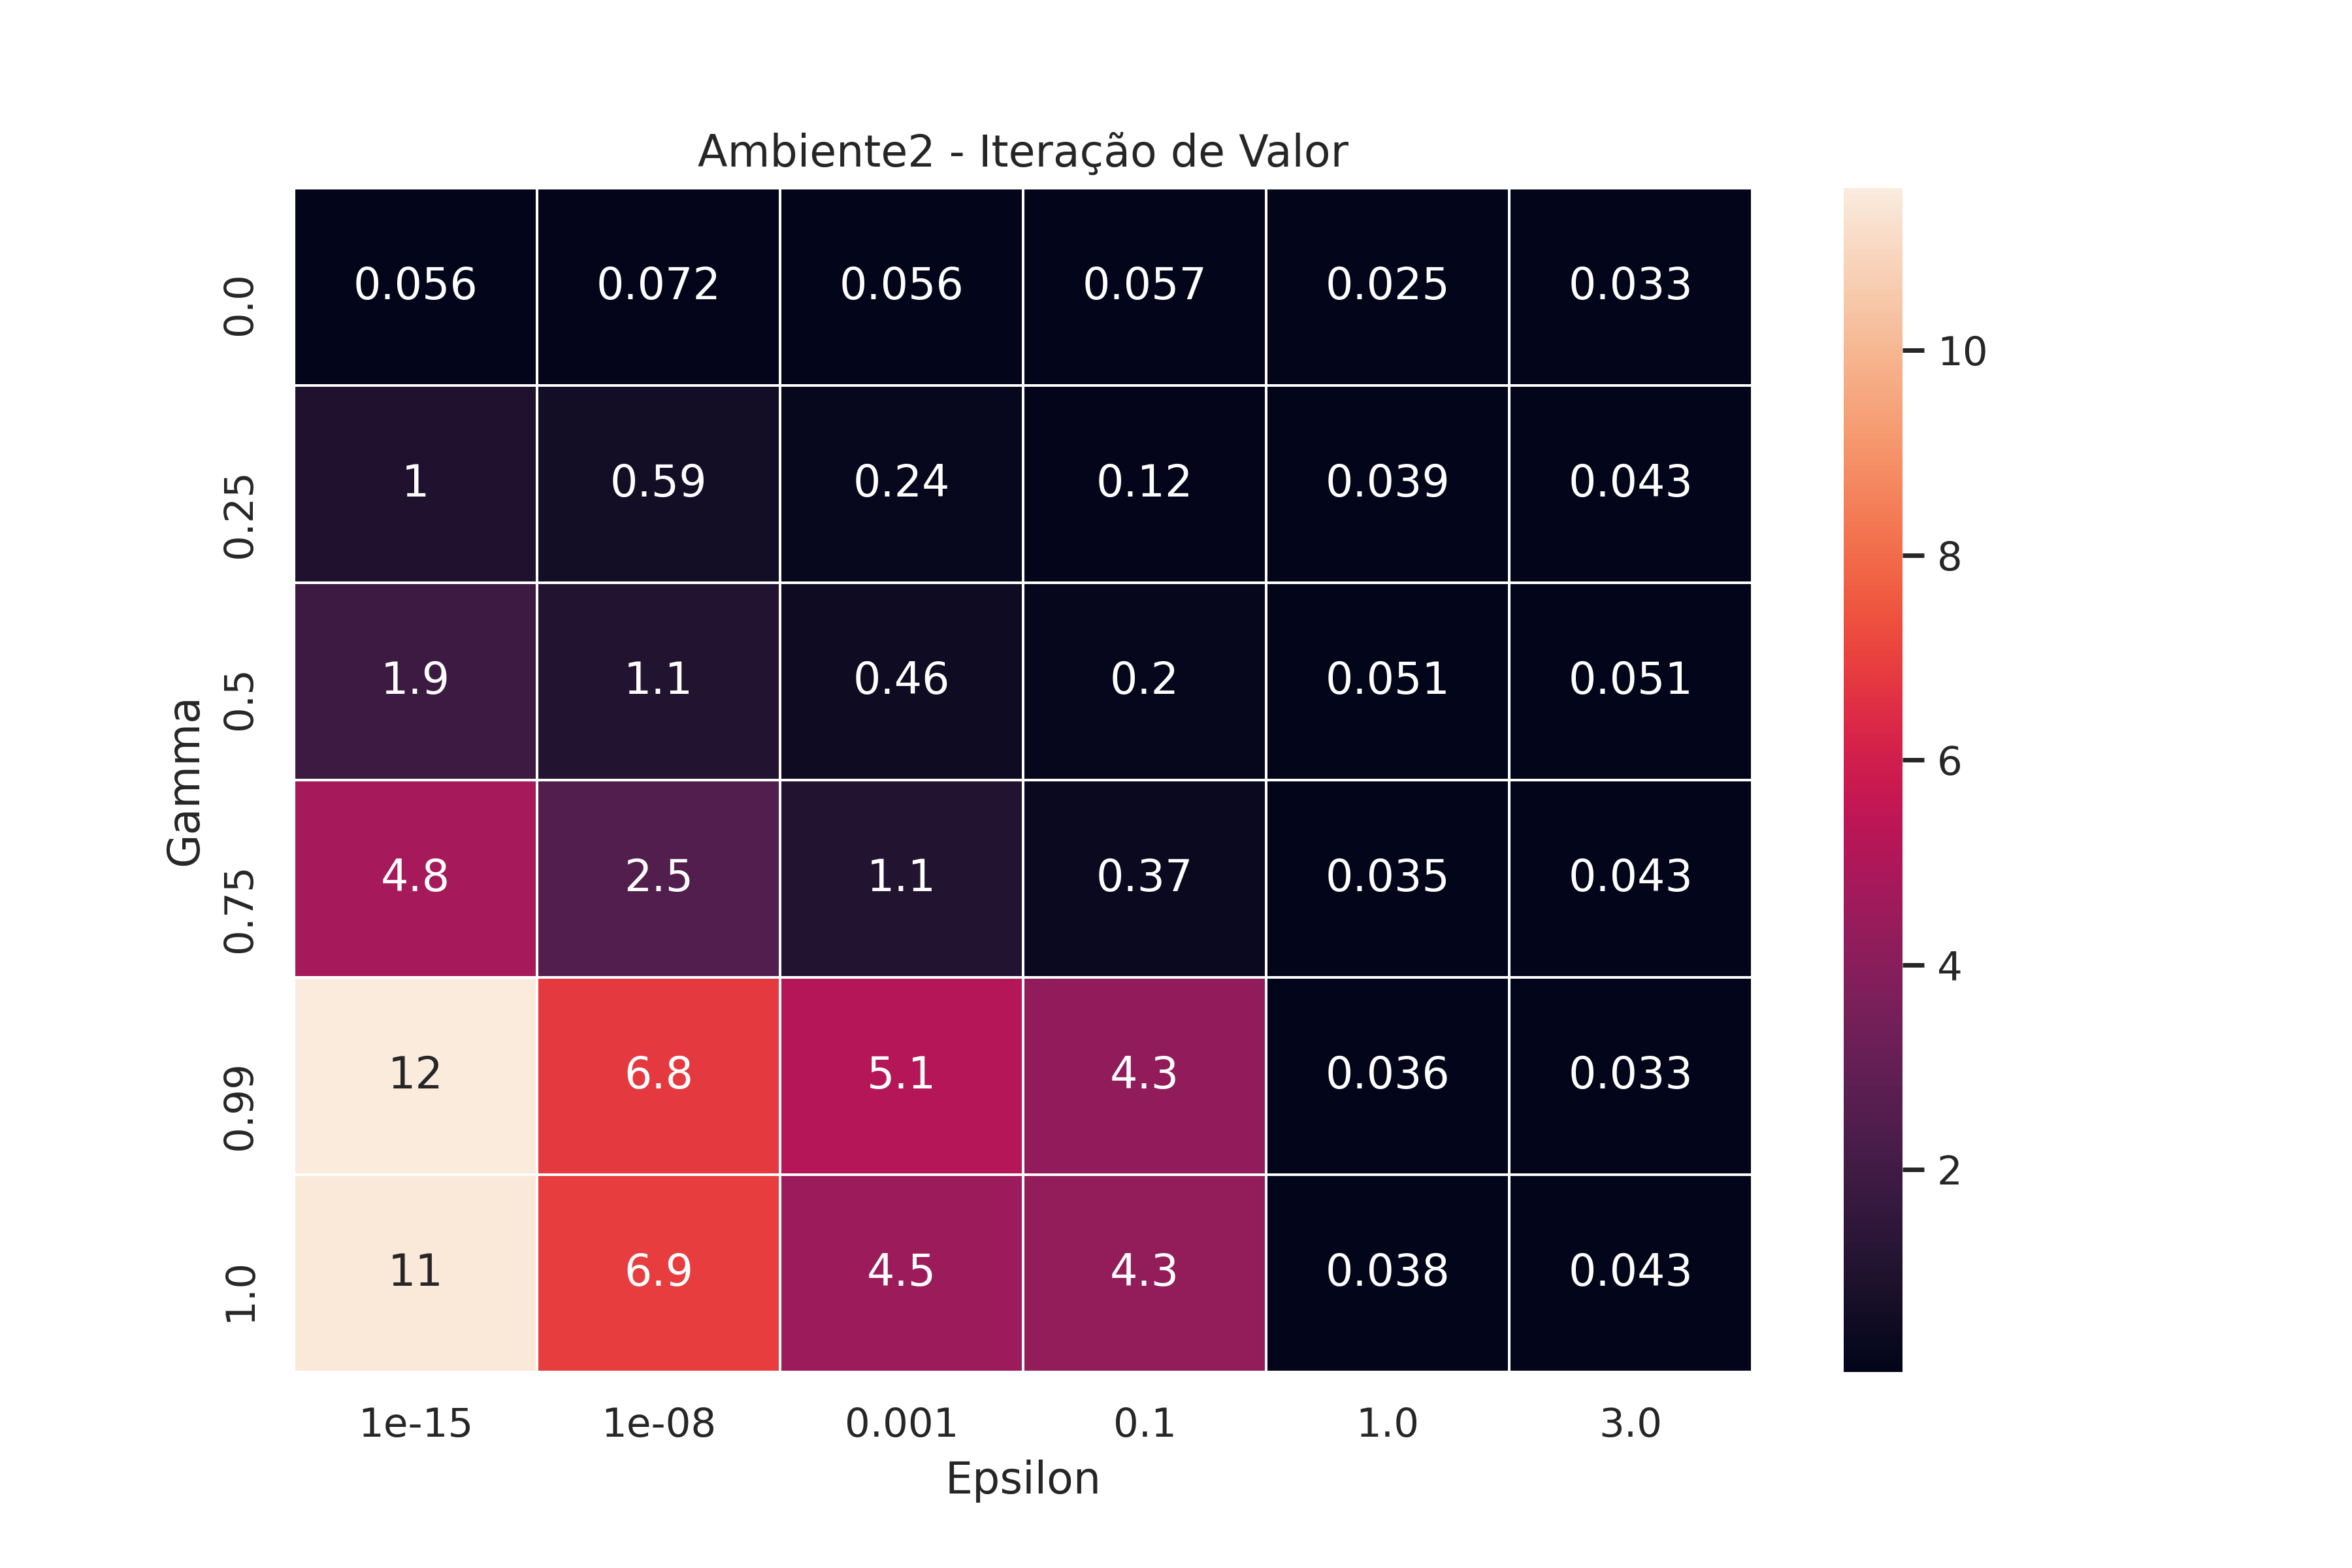 Ambiente2 - Iteração de Valor
Gamma
0.0 0.056 0.072 0.056 0.057 0.025 0.033
0.25 1 0.59 0.24 0.12 0.039 0.043
0.5 1.9 1.1 0.46 0.2 0.051 0.051
0.75 4.8 2.5 1.1 0.37 0.035 0.043
0.99 12 6.8 5.1 4.3 0.036 0.033
1.0 11 6.9 4.5 4.3 0.038 0.043
1e-15 1e-08 0.001 0.1 1.0 3.0
Epsilon
10
8
6
4
2